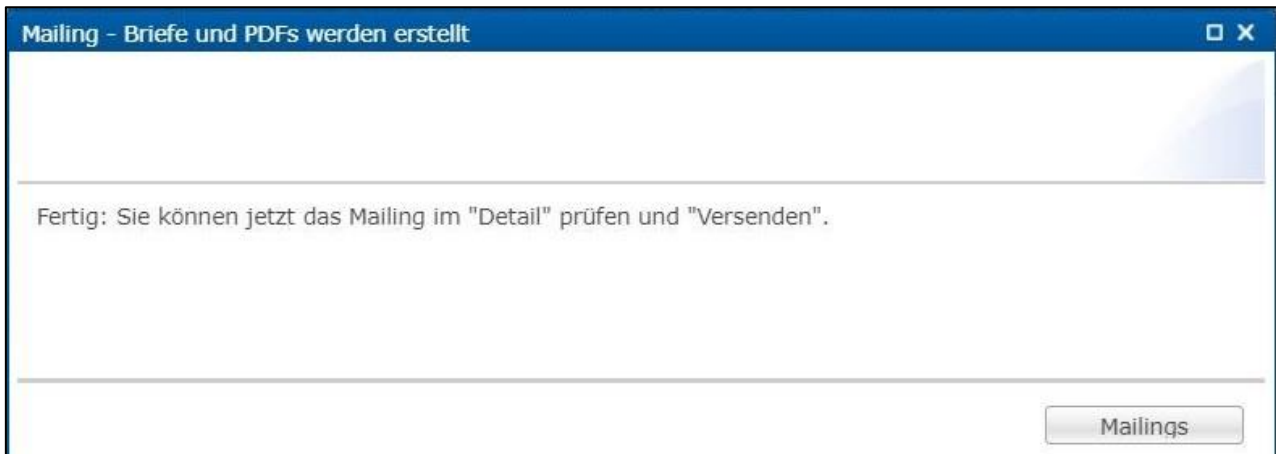 Mailing - Briefe und PDFs werden erstellt
Fertig: Sie können jetzt das Mailing im "Detail" prüfen und "Versenden".
Mailings